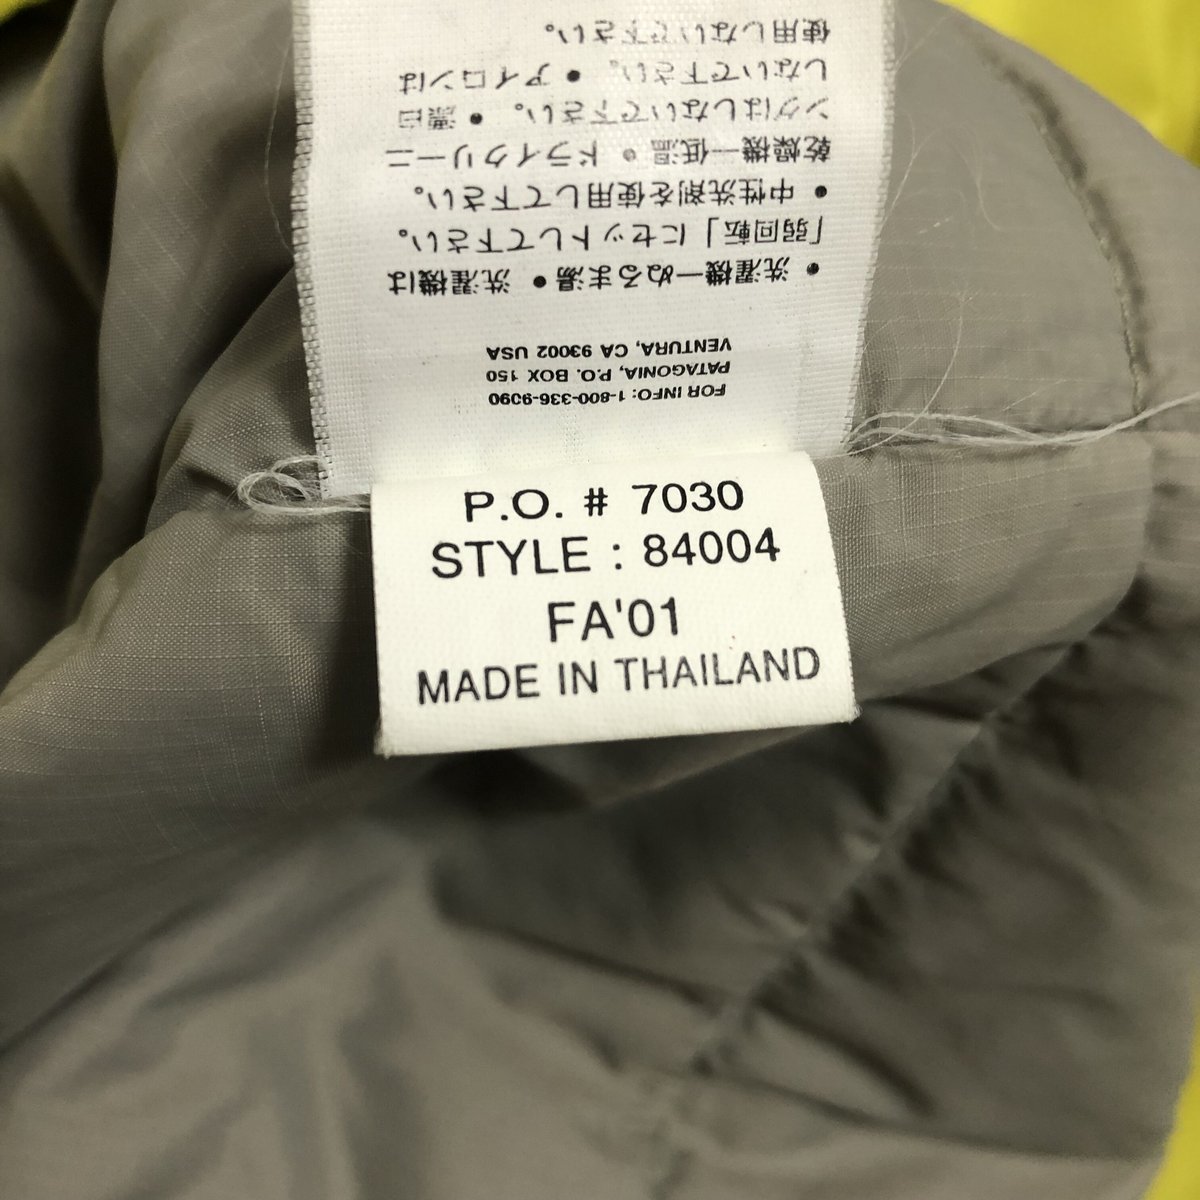 • 洗濯機ーぬるま湯 • 洗濯機は
「弱回転」にセットして下さい。
• 中性洗剤を使用して下さい。
乾燥機ー低温 • ドライクリーニ
ングはしないで下さい。 • 漂白
しないで下さい。 • アイロンは
使用しないで下さい。
FOR INFO: 1-800-336-9090
PATAGONIA, P.O. BOX 150
VENTURA, CA 93002 USA
P.O. # 7030
STYLE : 84004
FA'01
MADE IN THAILAND